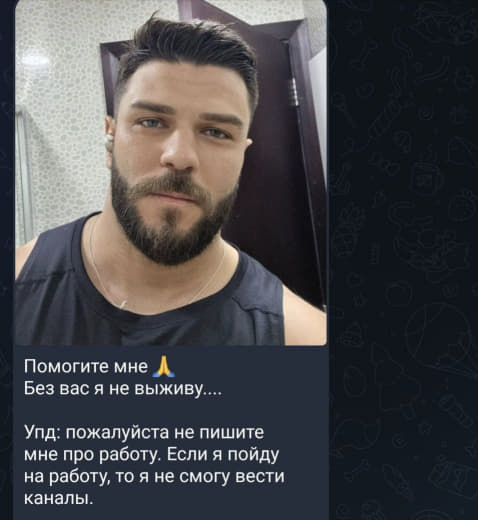 Помогите мне 🙏
Без вас я не выживу....
Упд: пожалуйста не пишите
мне про работу. Если я пойду
на работу, то я не смогу вести
каналы.